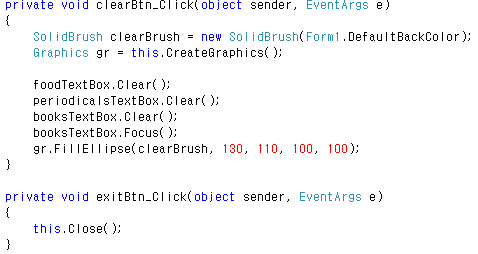 private void clearBtn_Click(object sender, EventArgs e)
{
    SolidBrush clearBrush = new SolidBrush(Form1.DefaultBackColor);
    Graphics gr = this.CreateGraphics();

    foodTextBox.Clear();
    periodicalsTextBox.Clear();
    booksTextBox.Clear();
    booksTextBox.Focus();
    gr.FillEllipse(clearBrush, 130, 110, 100, 100);
}

private void exitBtn_Click(object sender, EventArgs e)
{
    this.Close();
}